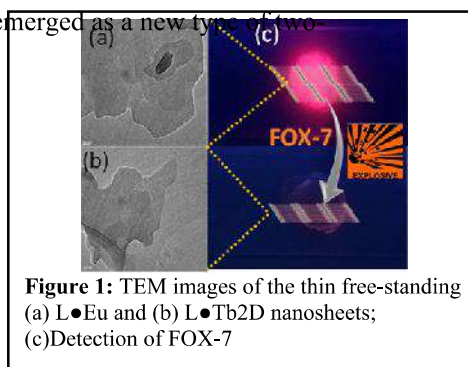 emerged as a new type of two-
(a)
(c)
FOX-7
EXPLOSIVE
(b)
Figure 1: TEM images of the thin free-standing
(a) L●Eu and (b) L●Tb2D nanosheets;
(c)Detection of FOX-7